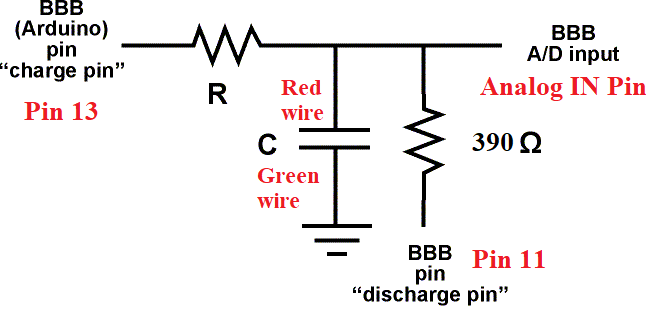 BBB
(Arduino)
pin
“charge pin”
Pin 13
R
Red
wire
C
Green
wire
BBB
A/D input
Analog IN Pin
390 Ω
BBB
pin
“discharge pin”
Pin 11